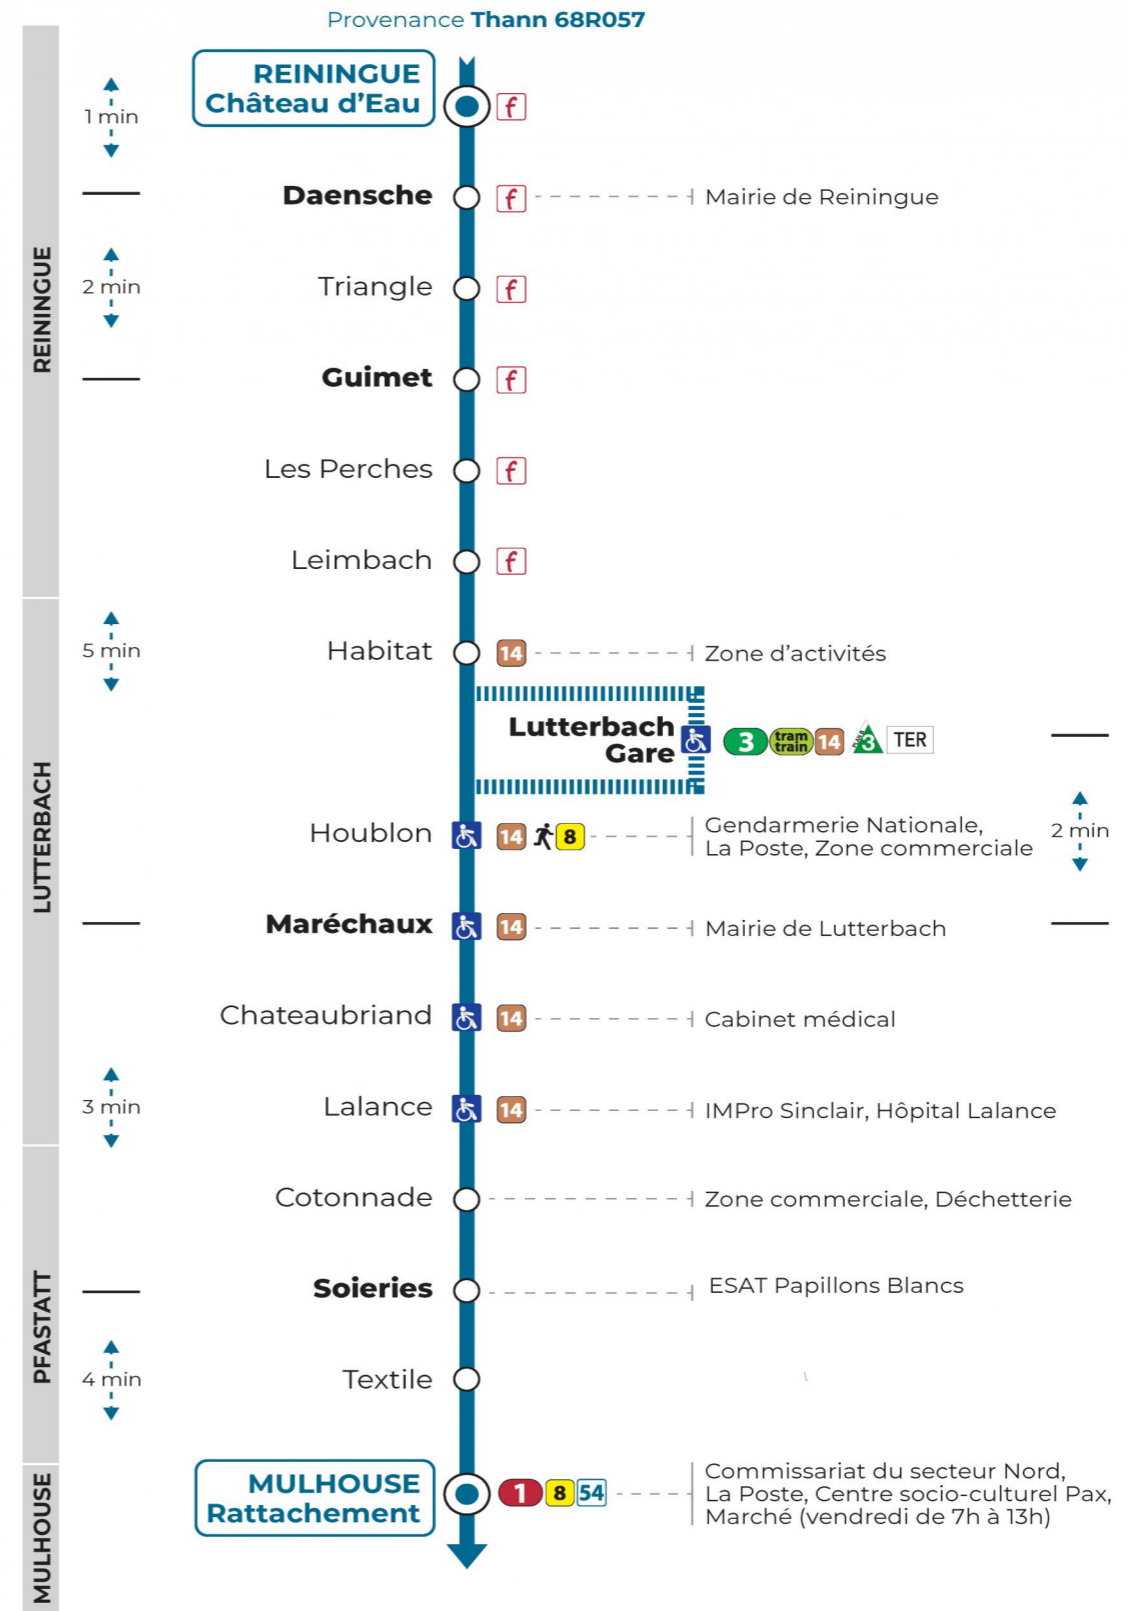 Provenance Thann 68R057
REININGUE
Château d'Eau
f
1 min
Daensche
f
Mairie de Reiningue
REININGUE
2 min
Triangle
f
Guimet
f
Les Perches
f
Leimbach
f
5 min
Habitat
14
Zone d'activités
Lutterbach
Gare
3
tram
train
14
3
TER
LUTTERBACH
Houblon
14
8
Gendarmerie Nationale,
La Poste, Zone commerciale
2 min
Maréchaux
14
Mairie de Lutterbach
Chateaubriand
14
Cabinet médical
3 min
Lalance
14
IMPro Sinclair, Hôpital Lalance
Cotonnade
Zone commerciale, Déchetterie
PFASTATT
Soieries
ESAT Papillons Blancs
4 min
Textile
MULHOUSE
MULHOUSE
Rattachement
1
8
54
Commissariat du secteur Nord,
La Poste, Centre socio-culturel Pax,
Marché (vendredi de 7h à 13h)